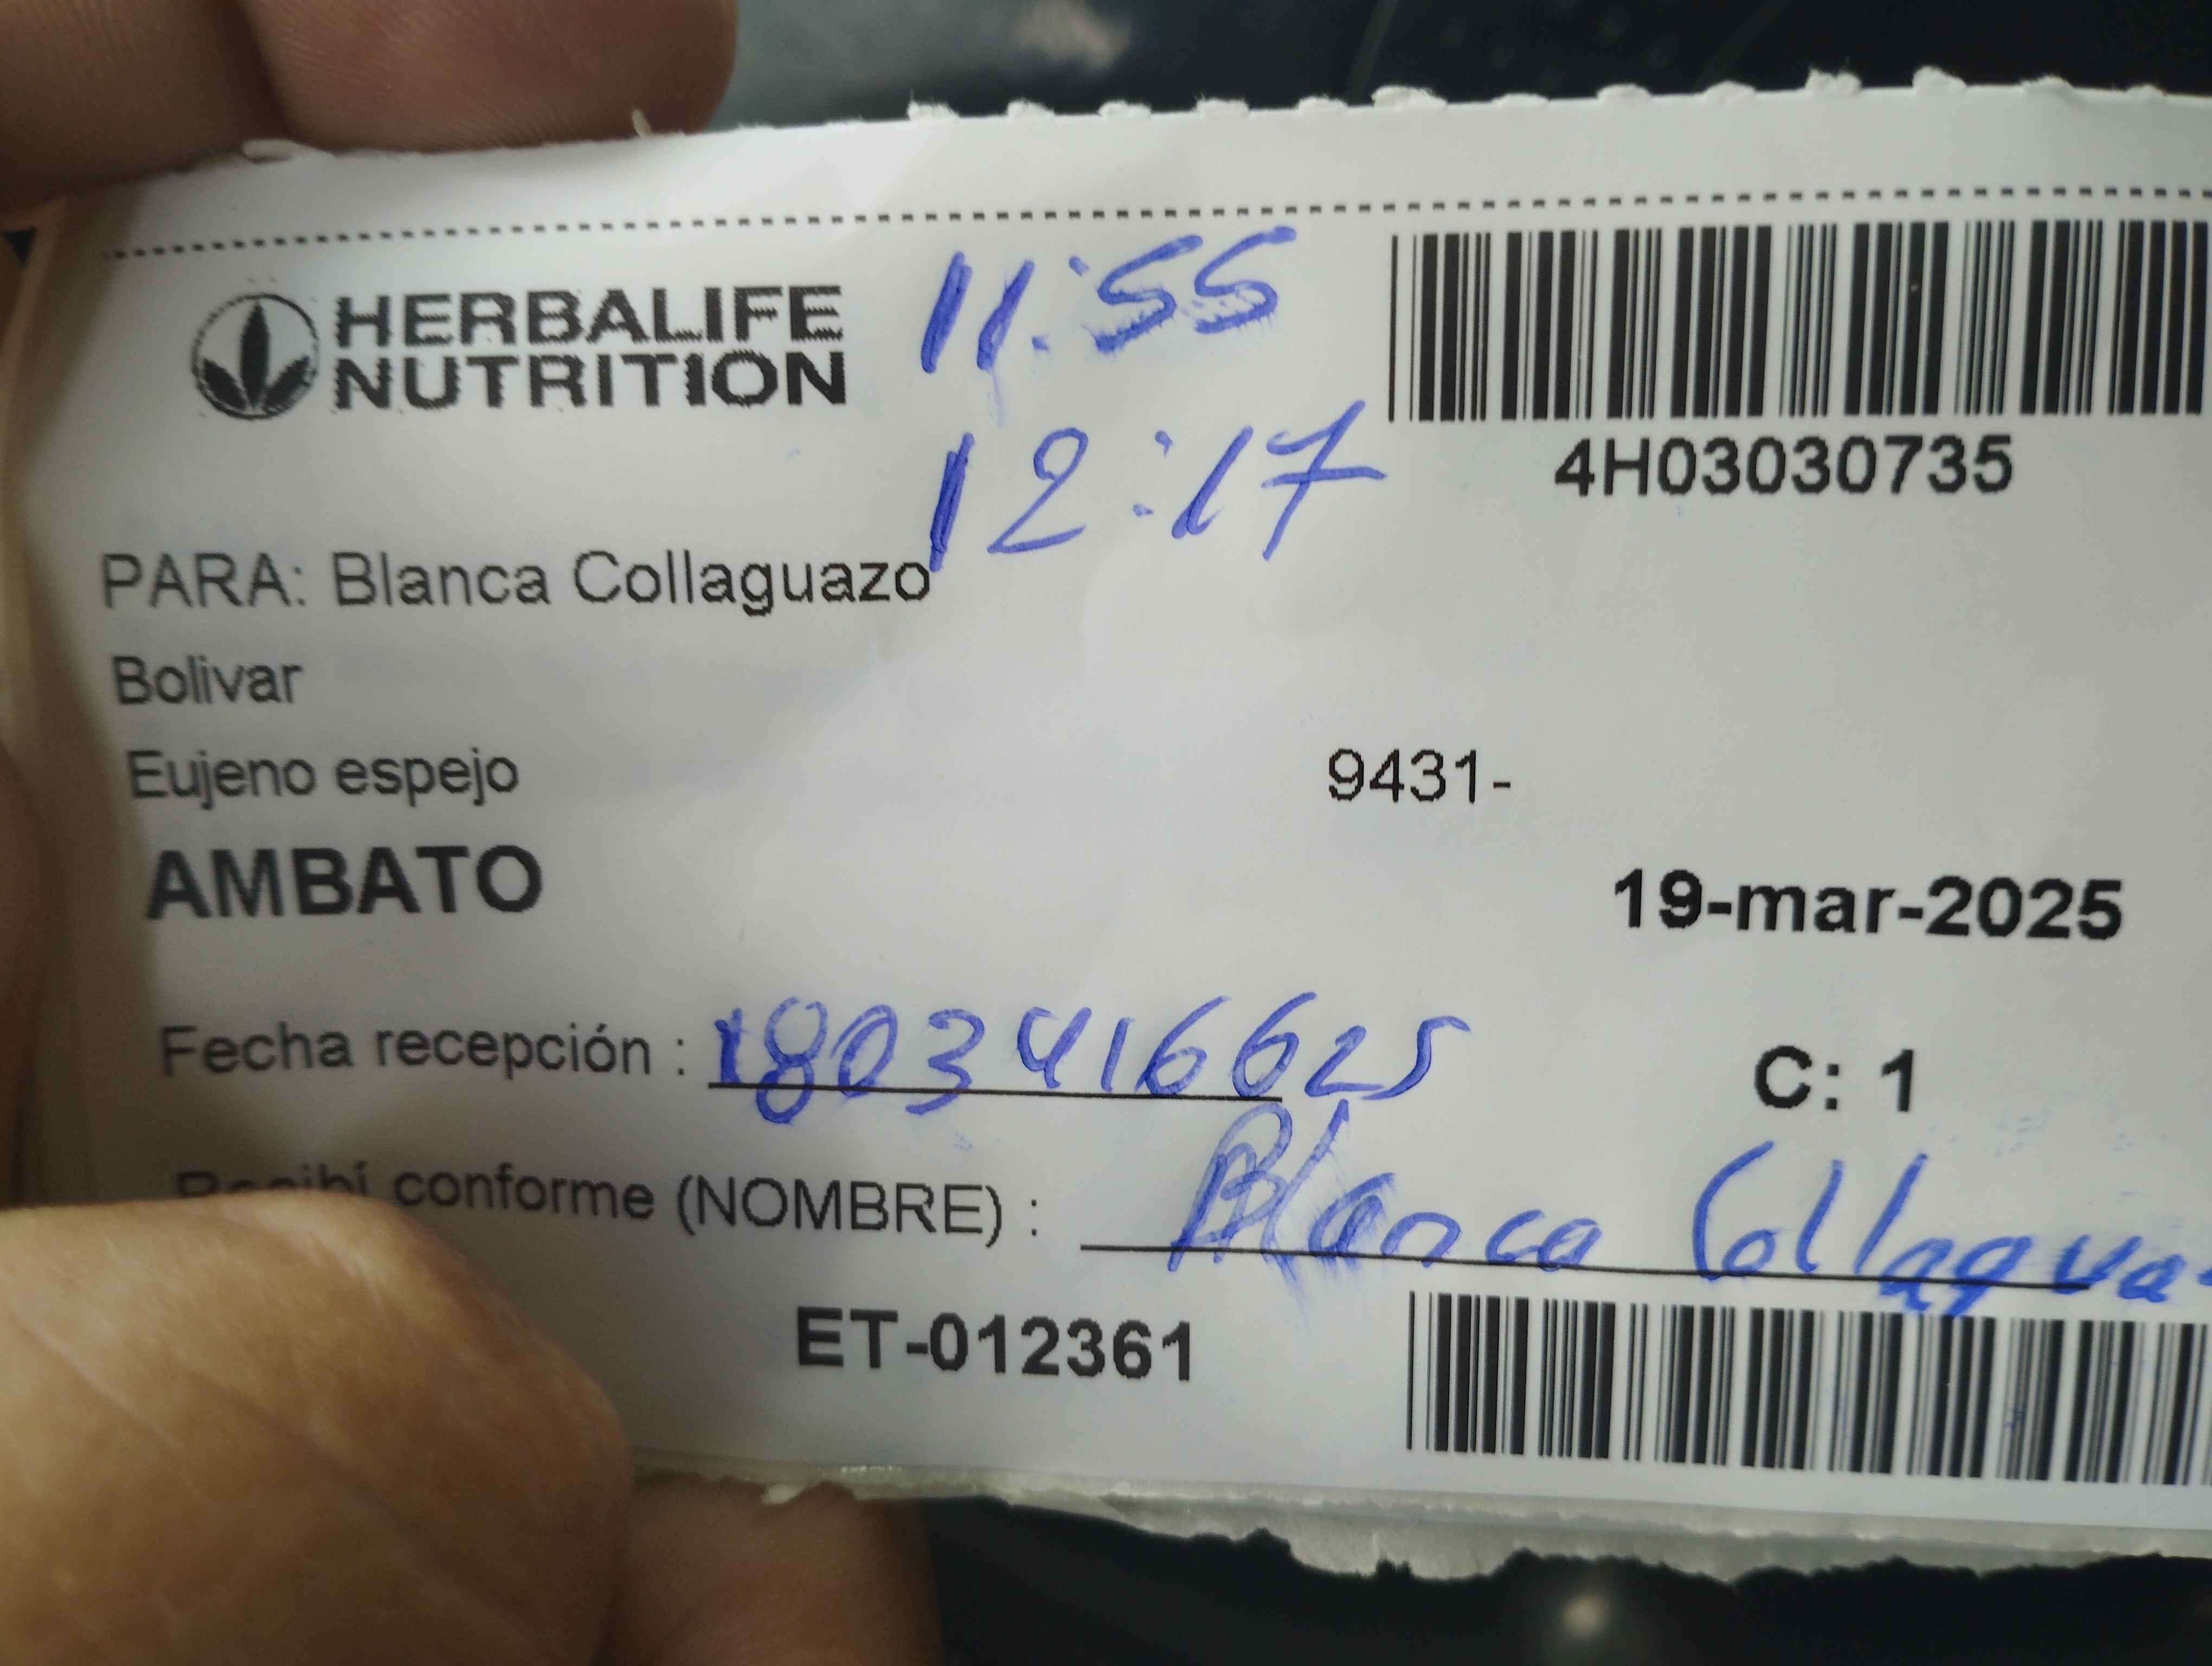 HERBALIFE
NUTRITION
11:55
12:17
4H03030735
PARA: Blanca Collaguazo
Bolivar
Eujeno espejo
9431-
AMBATO
19-mar-2025
Fecha recepción : 1803416625
C: 1
Recibí conforme (NOMBRE) : Blanca Collagua
ET-012361